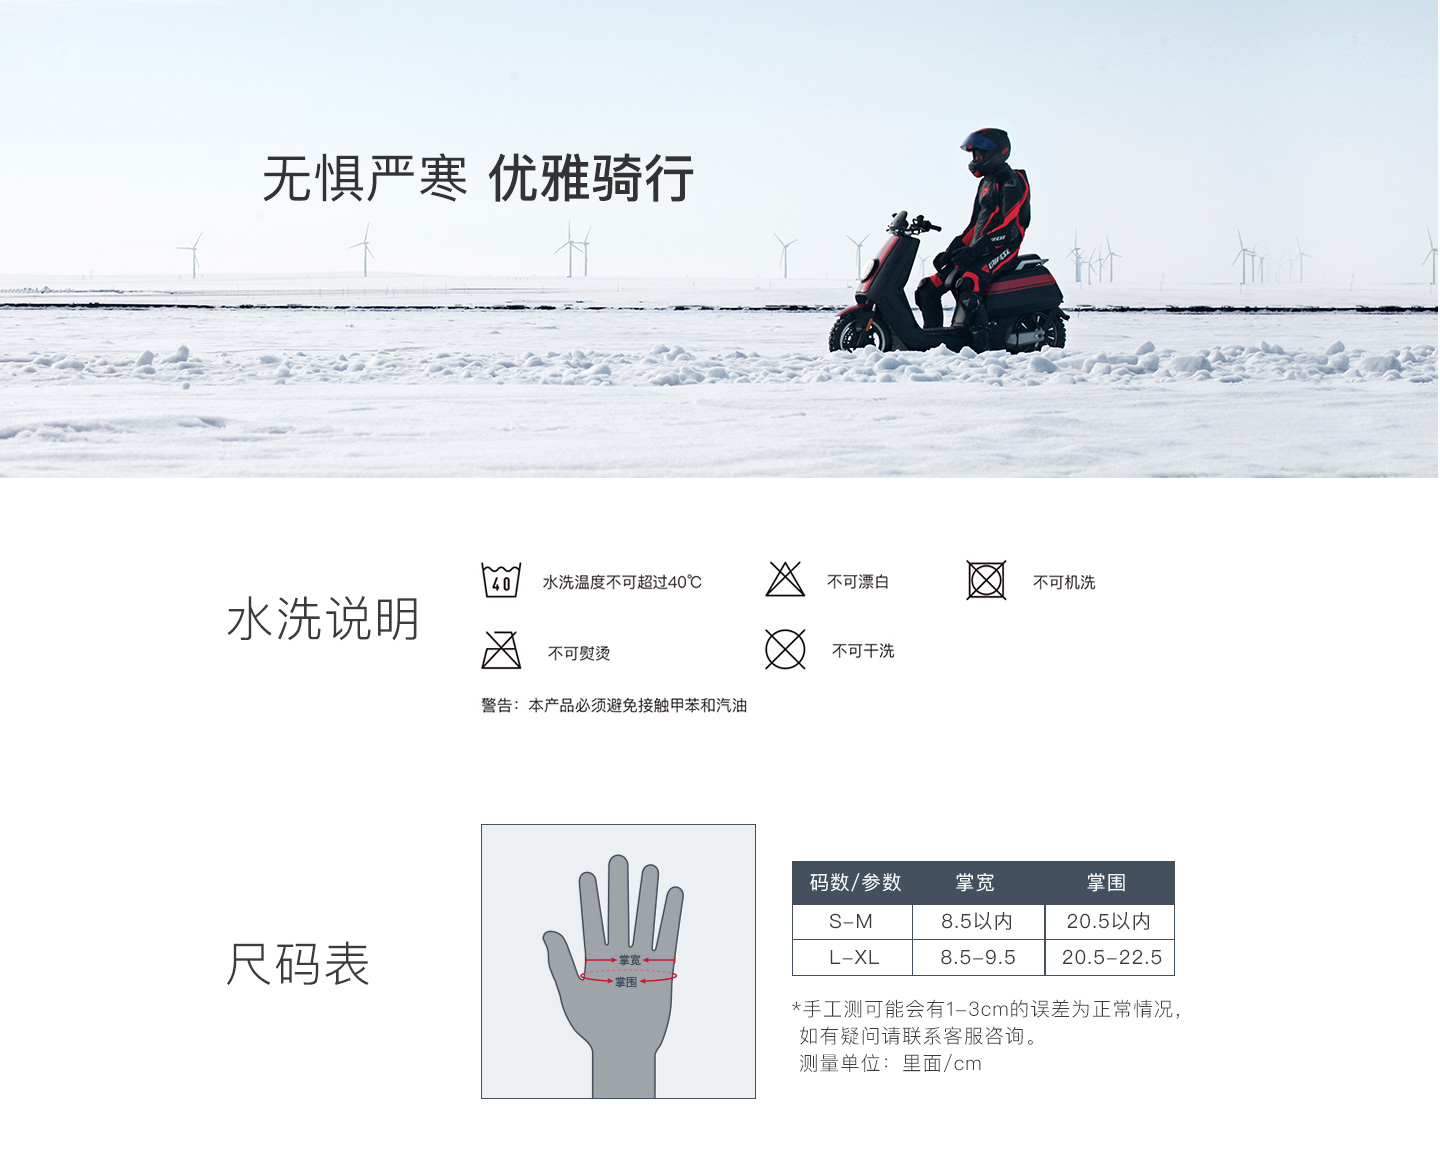 无惧严寒 优雅骑行
水洗说明
40 水洗温度不可超过40℃ 不可漂白 不可机洗
不可熨烫 不可干洗
警告：本产品必须避免接触甲苯和汽油
尺码表
掌宽
掌围
码数/参数 掌宽 掌围
S-M 8.5以内 20.5以内
L-XL 8.5-9.5 20.5-22.5
*手工测可能会有1-3cm的误差为正常情况，
如有疑问请联系客服咨询。
测量单位：里面/cm